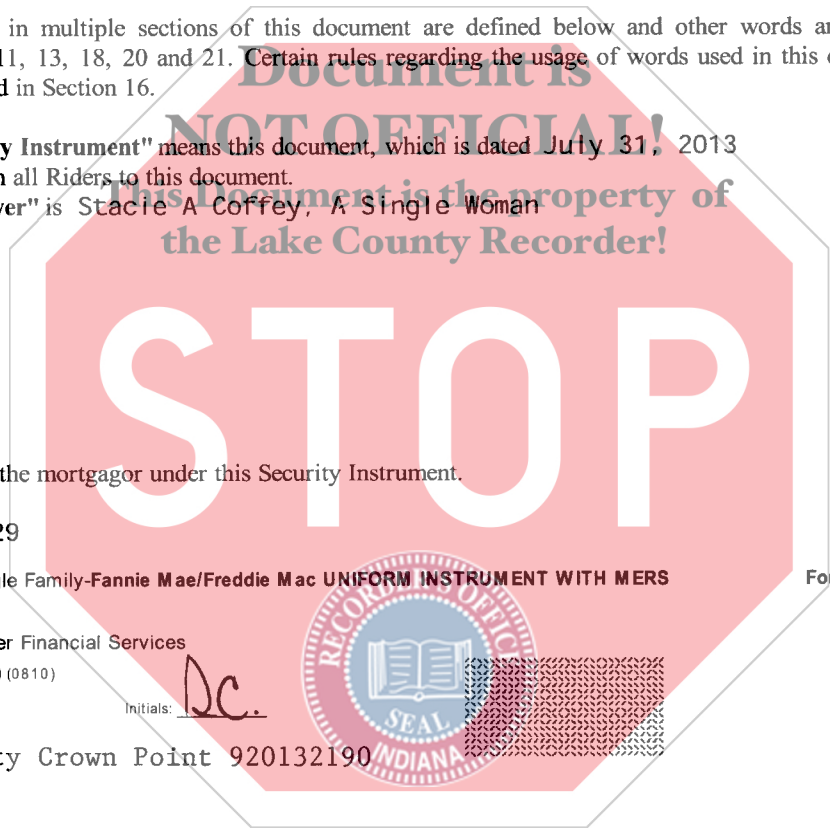 in multiple sections of this document are defined below and other words
11, 13, 18, 20 and 21. Certain rules regarding the usage of words used in this
in Section 16.
Document is
NOT OFFICIAL!
This Document is the property of
the Lake County Recorder!
y Instrument" means this document, which is dated July 31, 2013
all Riders to this document.
er" is Stacie A Coffey, A Single Woman
STOP
the mortgagor under this Security Instrument.
29
le Family-Fannie Mae/Freddie Mac UNIFORM INSTRUMENT WITH MERS
er Financial Services
(0810)
Initials:
RECORDER'S OFFICE
SEAL
INDIANA
ty Crown Point 920132190